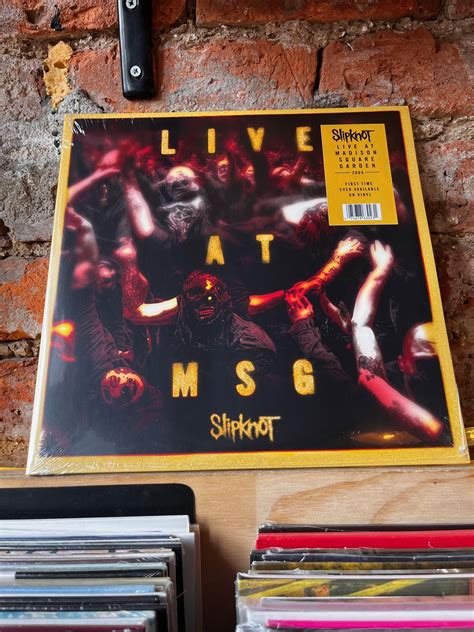 LIVE
AT
MSG
SLIPKNOT
SLIPKNOT
LIVE AT
MADISON
SQUARE
GARDEN
2009
FIRST TIME
EVER AVAILABLE
ON VINYL